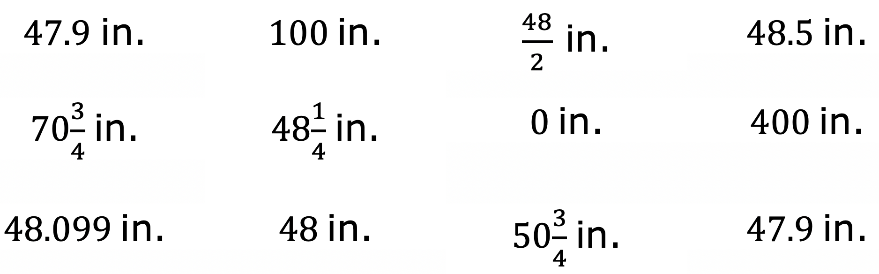 47.9 in. 100 in. 48/2 in. 48.5 in.
70 3/4 in. 48 1/4 in. 0 in. 400 in.
48.099 in. 48 in. 50 3/4 in. 47.9 in.